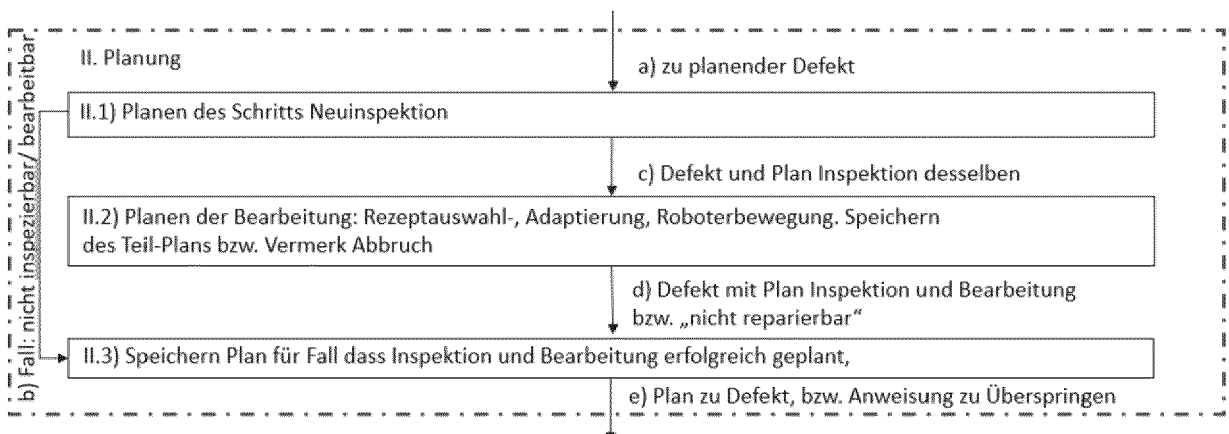 II. Planung
a) zu planender Defekt
II.1) Planen des Schritts Neuinspektion
b) Fall: nicht inspezierbar/ bearbeitbar
c) Defekt und Plan Inspektion desselben
II.2) Planen der Bearbeitung: Rezeptauswahl-, Adaptierung, Roboterbewegung. Speichern
des Teil-Plans bzw. Vermerk Abbruch
d) Defekt mit Plan Inspektion und Bearbeitung
bzw. „nicht reparierbar“
II.3) Speichern Plan für Fall dass Inspektion und Bearbeitung erfolgreich geplant,
e) Plan zu Defekt, bzw. Anweisung zu Überspringen